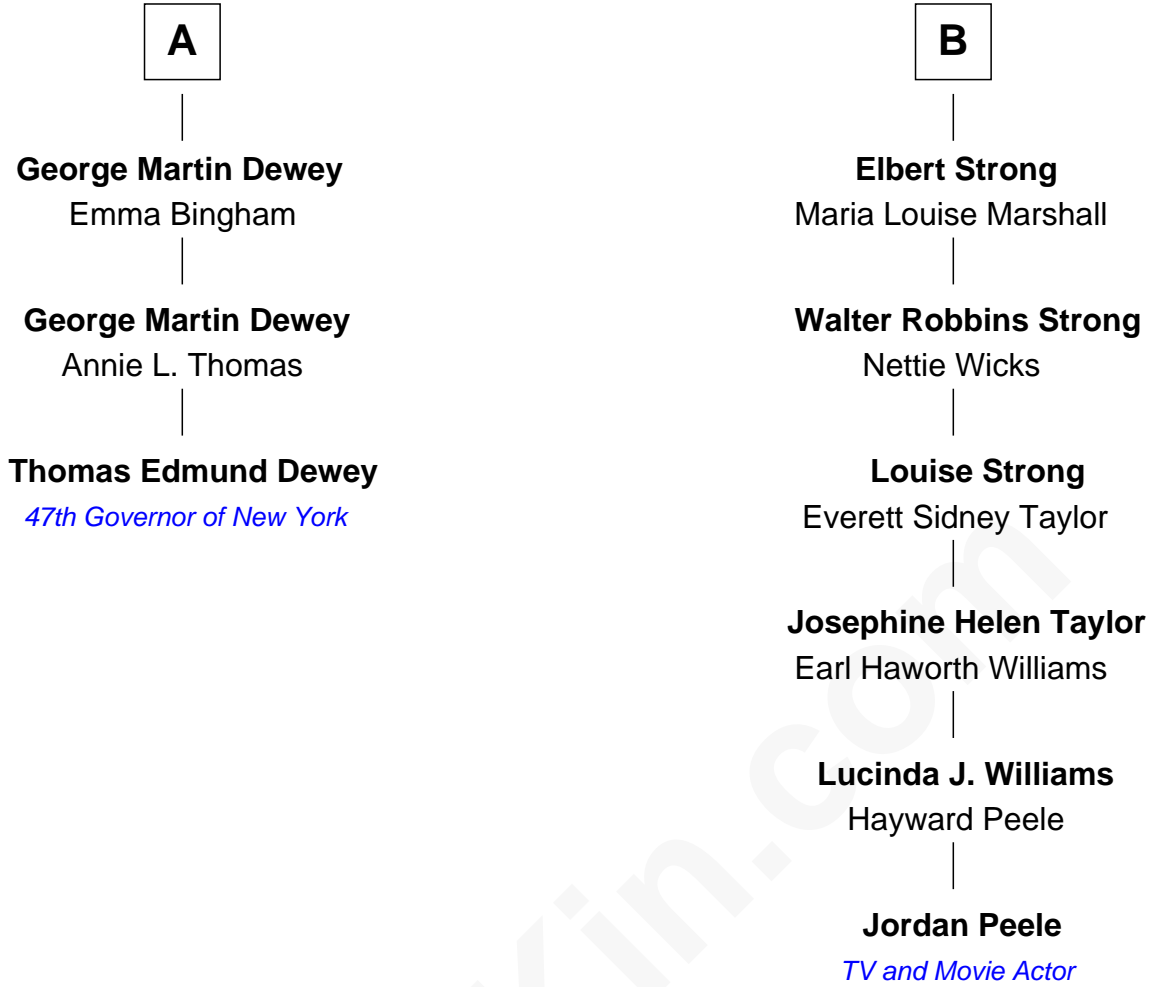 A
George Martin Dewey
Emma Bingham
George Martin Dewey
Annie L. Thomas
Thomas Edmund Dewey
47th Governor of New York
B
Elbert Strong
Maria Louise Marshall
Walter Robbins Strong
Nettie Wicks
Louise Strong
Everett Sidney Taylor
Josephine Helen Taylor
Earl Haworth Williams
Lucinda J. Williams
Hayward Peele
Jordan Peele
TV and Movie Actor
Kin.com